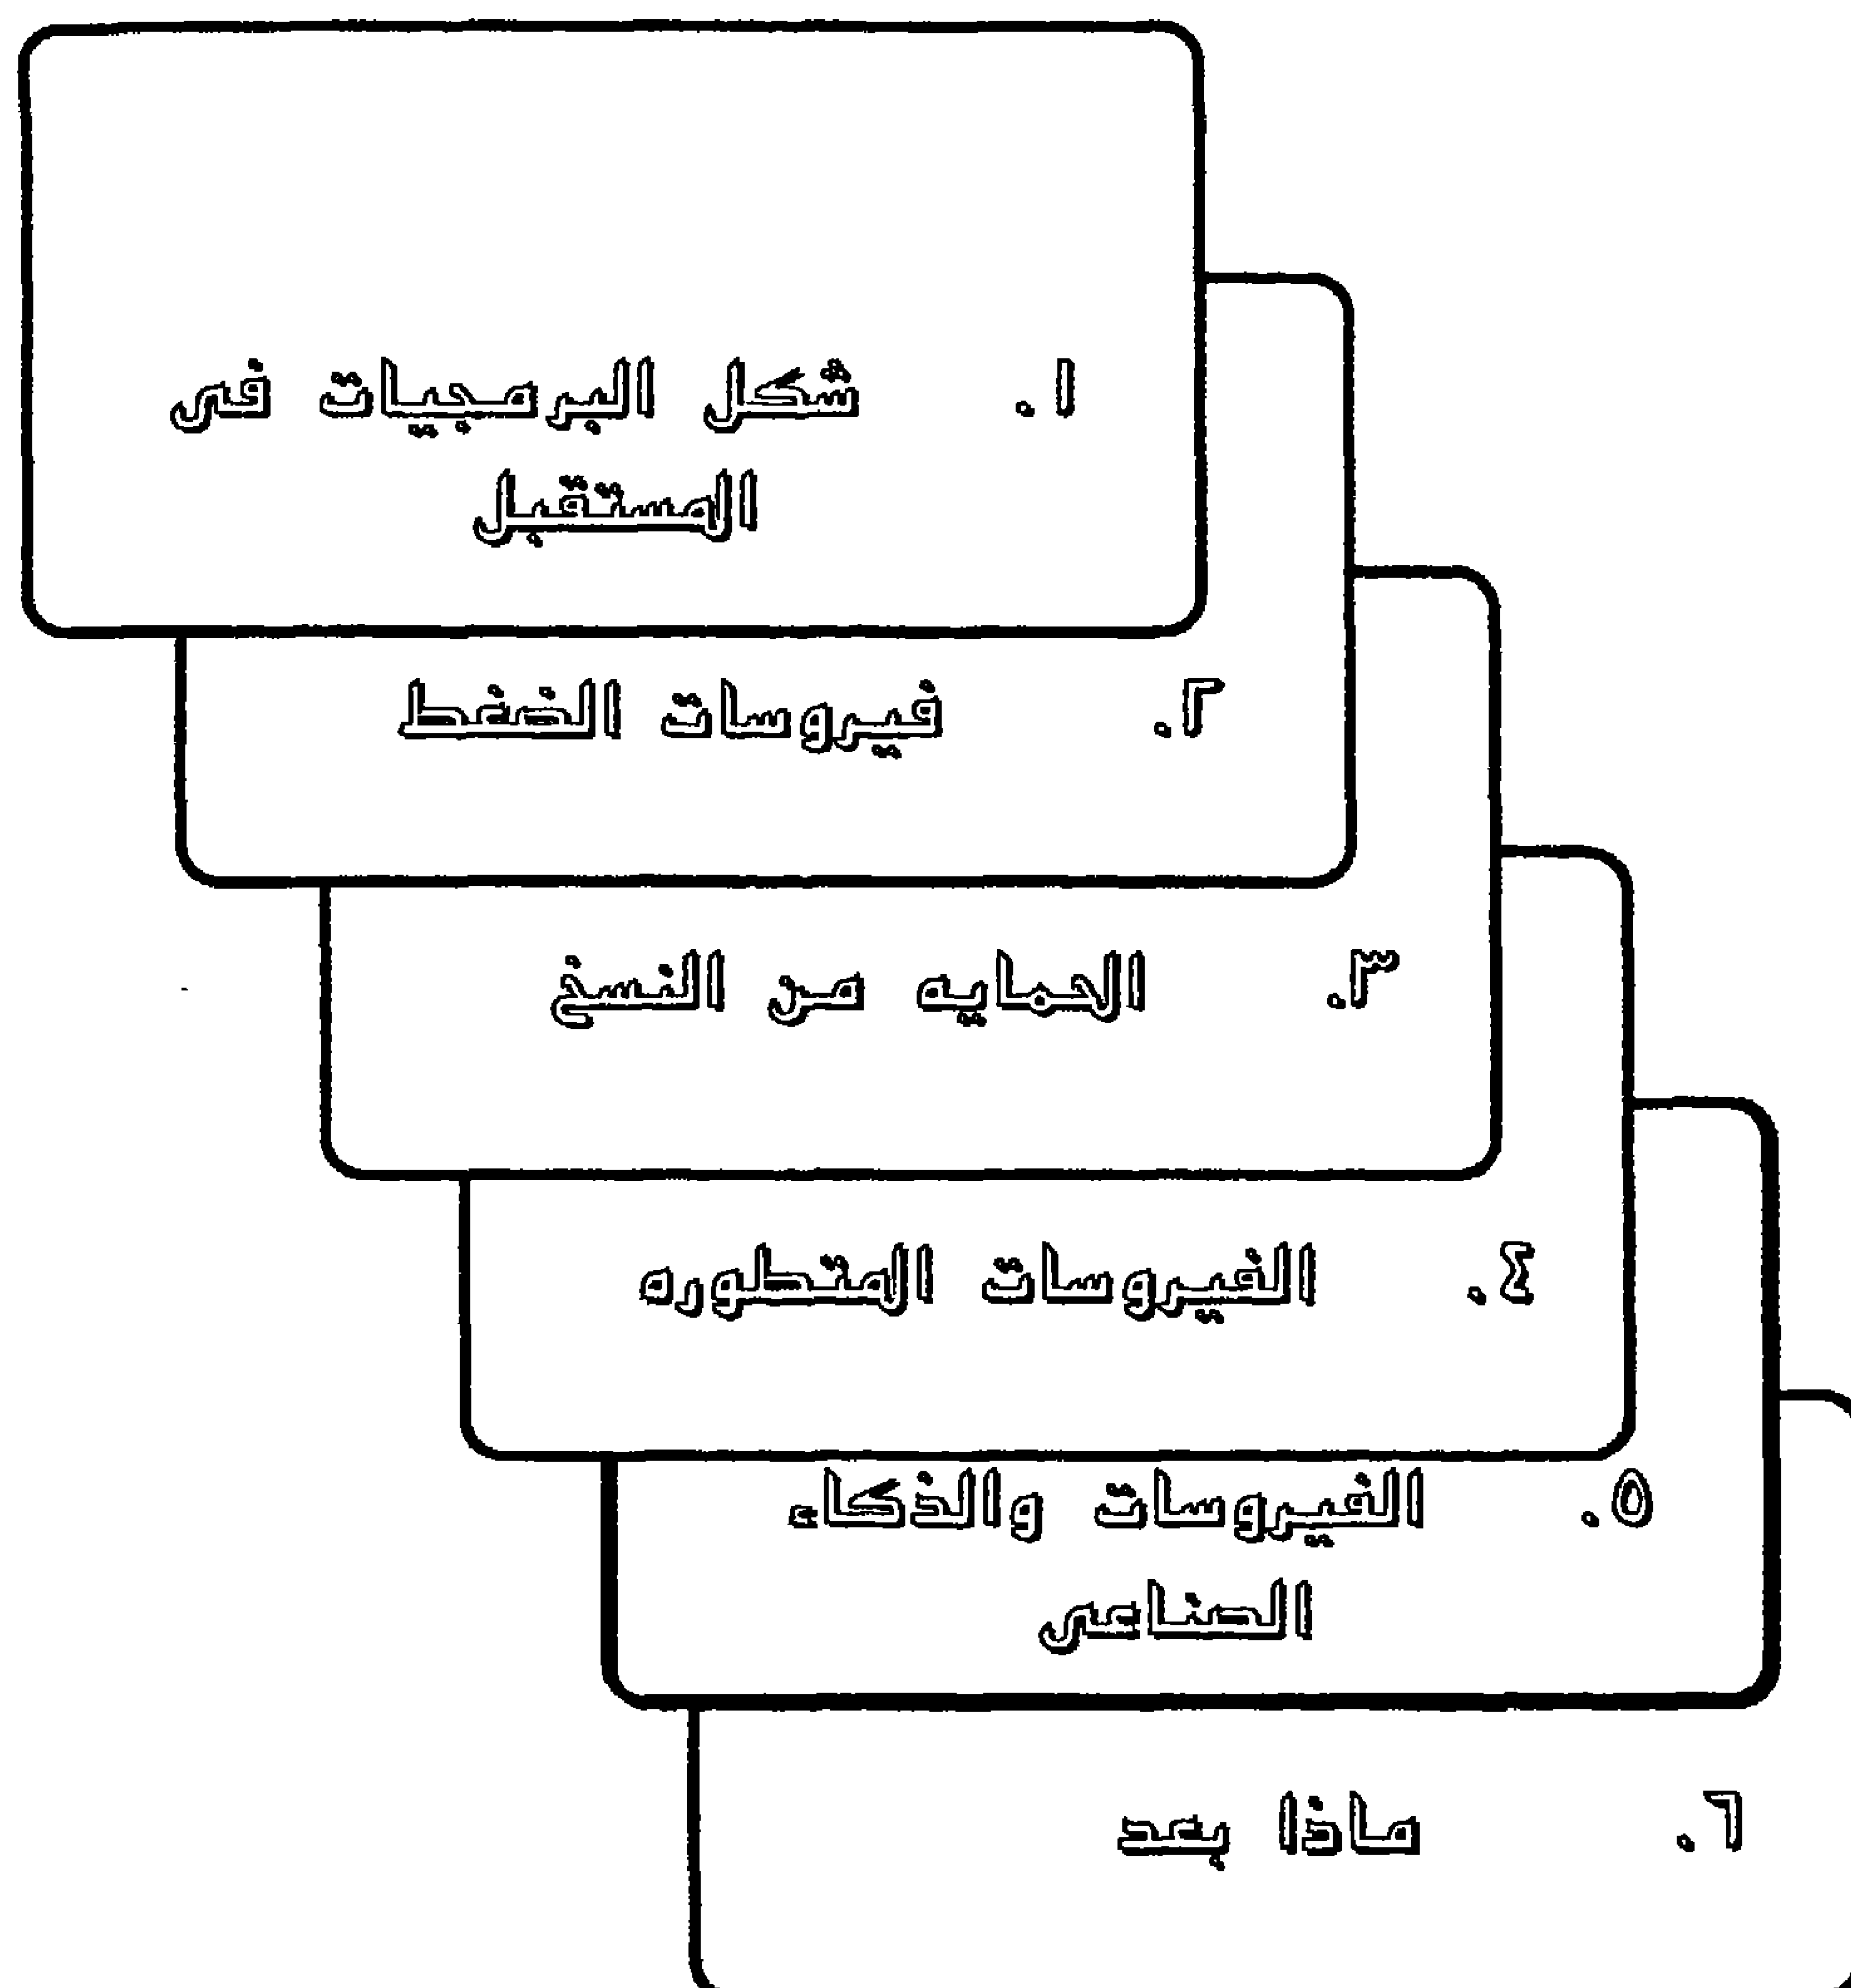 ١. شكل البرمجيات فى
المستقبل
٢. فيروسات الضغط
٣. الحمايه من النسخ
٤. الفيروسات المتطوره
٥. الفيروسات والذكاء
الصناعى
٦. ماذا بعد